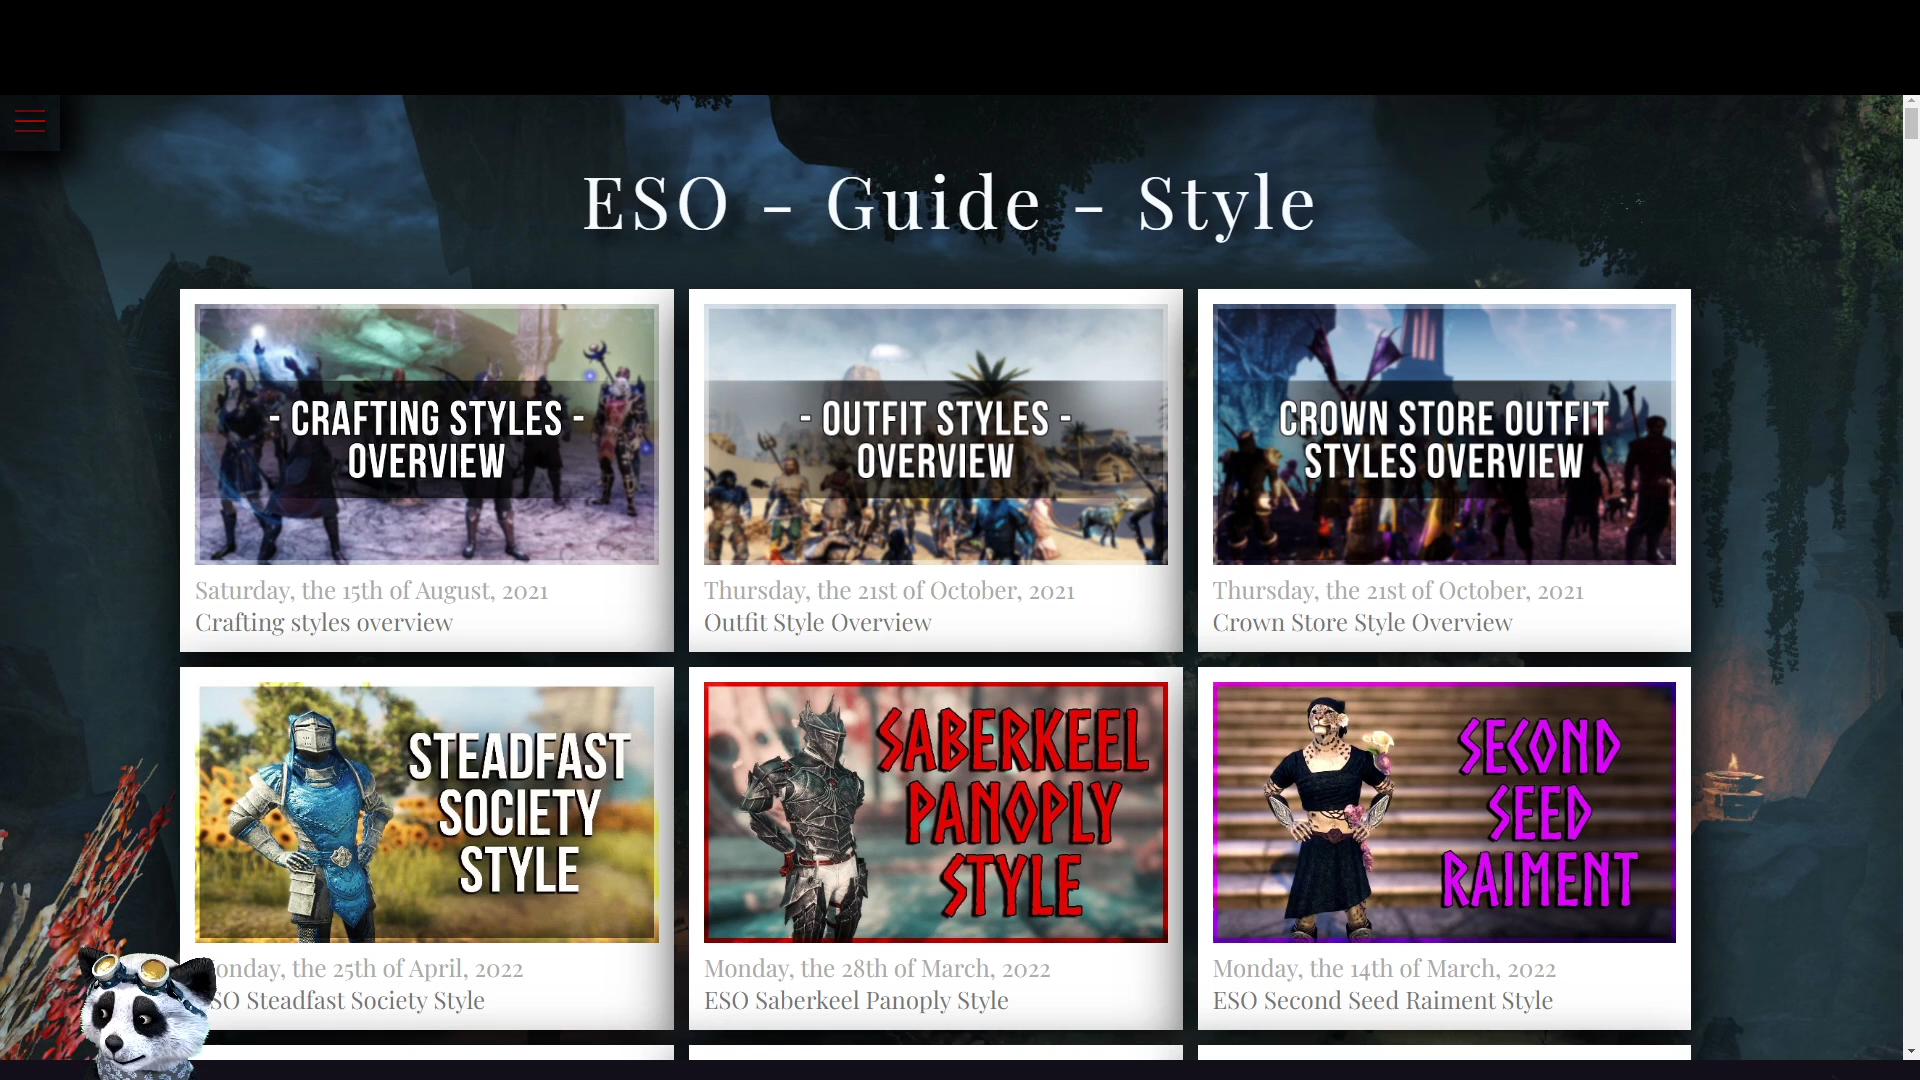 ESO - Guide - Style
- CRAFTING STYLES -
OVERVIEW
Saturday, the 15th of August, 2021
Crafting styles overview
- OUTFIT STYLES -
OVERVIEW
Thursday, the 21st of October, 2021
Outfit Style Overview
CROWN STORE OUTFIT
STYLES OVERVIEW
Thursday, the 21st of October, 2021
Crown Store Style Overview
STEADFAST
SOCIETY
STYLE
onday, the 25th of April, 2022
SO Steadfast Society Style
SABERKEEL
PANOPLY
STYLE
Monday, the 28th of March, 2022
ESO Saberkeel Panoply Style
SECOND
SEED
RAIMENT
Monday, the 14th of March, 2022
ESO Second Seed Raiment Style